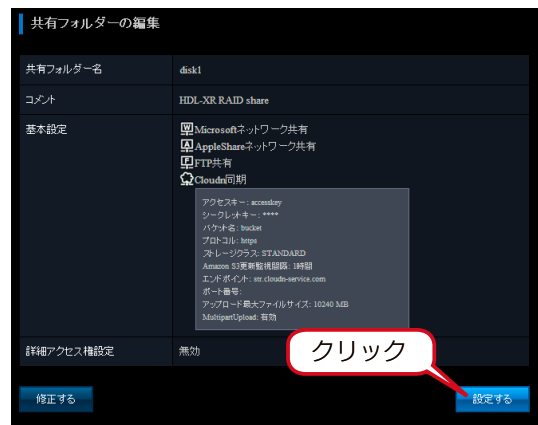 共有フォルダーの編集
共有フォルダー名 disk1
コメント HDL-XR RAID share
基本設定 W Microsoftネットワーク共有
A AppleShareネットワーク共有
F FTP共有
Cloudn同期
アクセスキー: accesskey
シークレットキー: ****
バケット名: bucket
プロトコル: https
ストレージクラス: STANDARD
Amazon S3更新監視間隔: 1時間
エンドポイント: str.cloudn-service.com
ポート番号:
アップロード最大ファイルサイズ: 10240 MB
MultipartUpload: 有効
詳細アクセス権設定 無効
クリック
修正する 設定する